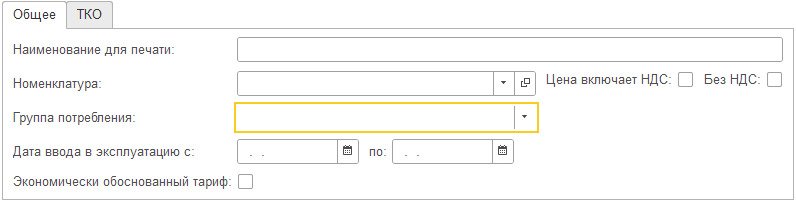 Общее ТКО
Наименование для печати:
Номенклатура: Цена включает НДС: Без НДС:
Группа потребления:
Дата ввода в эксплуатацию с: . . по: . .
Экономически обоснованный тариф: